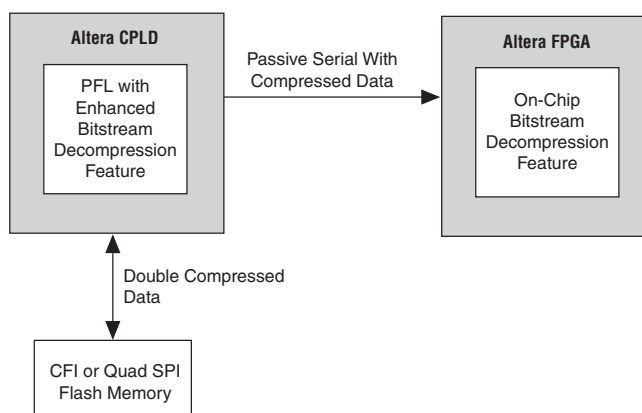 Altera CPLD
PFL with
Enhanced
Bitstream
Decompression
Feature
Passive Serial With
Compressed Data
Altera FPGA
On-Chip
Bitstream
Decompression
Feature
Double Compressed
Data
CFI or Quad SPI
Flash Memory